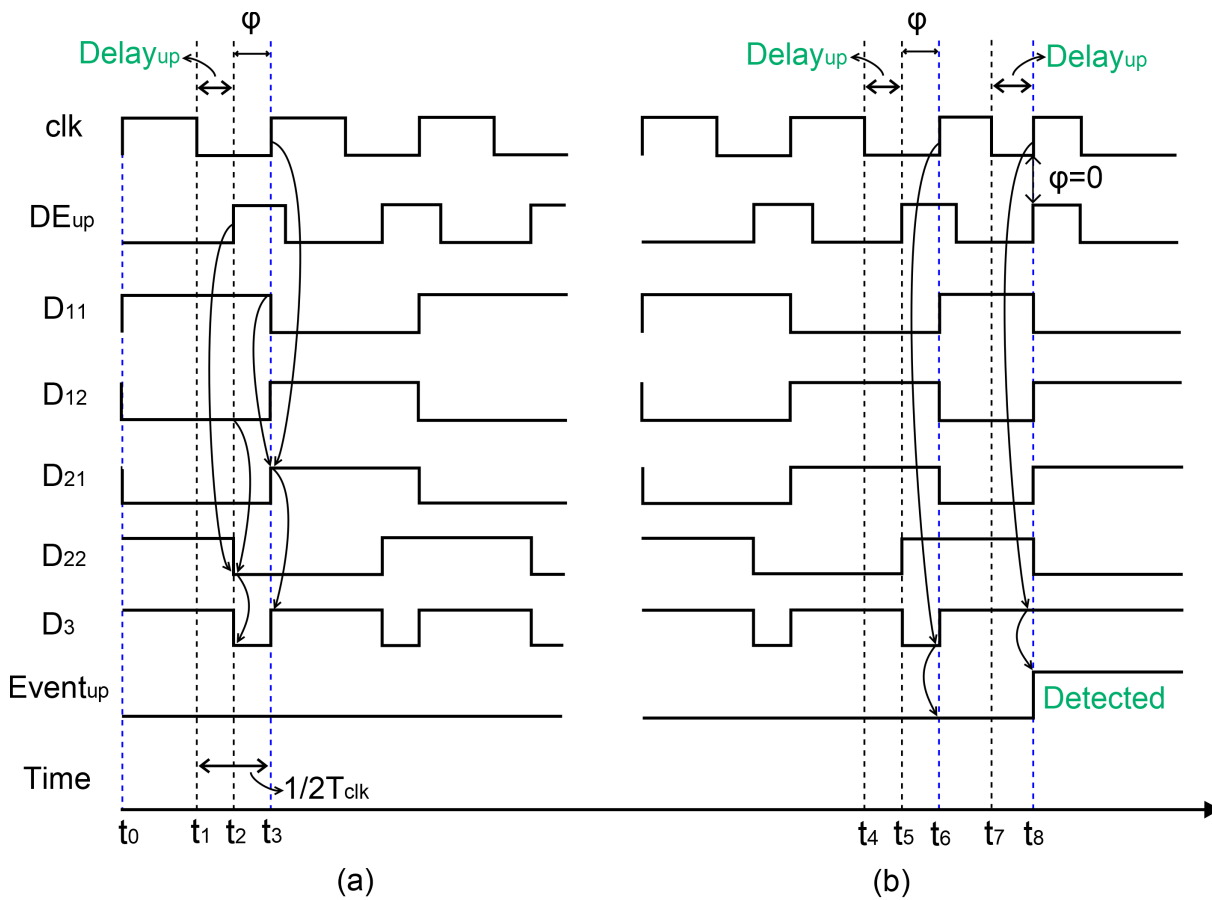 φ φ
Delayup Delayup Delayup
clk
φ=0
DEup
D11
D12
D21
D22
D3
Eventup
Detected
Time
1/2Tclk
t0 t1 t2 t3 t4 t5 t6 t7 t8
(a) (b)